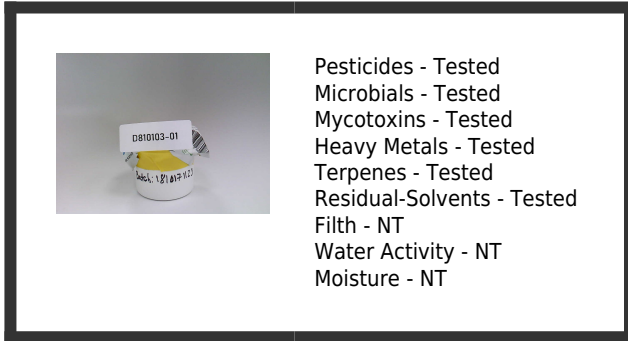 D810103-01
Pesticides - Tested
Microbials - Tested
Mycotoxins - Tested
Heavy Metals - Tested
Terpenes - Tested
Residual-Solvents - Tested
Filth - NT
Water Activity - NT
Moisture - NT